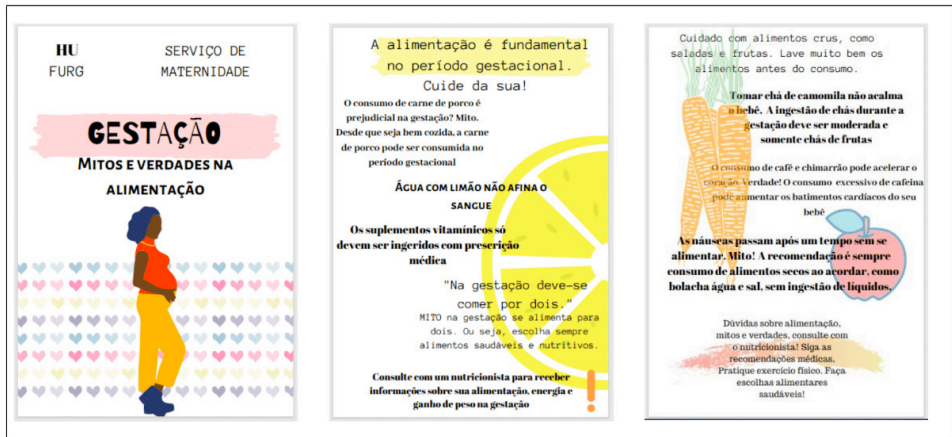 HU
FURG
SERVIÇO DE
MATERNIDADE
GESTAÇÃO
MITOS E VERDADES NA
ALIMENTAÇÃO
A alimentação é fundamental
no período gestacional.
Cuide da sua!
O consumo de carne de porco é
prejudicial na gestação? Mito.
Desde que seja bem cozida, a carne
de porco pode ser consumida no
período gestacional
ÁGUA COM LIMÃO NÃO AFINA O
SANGUE
Os suplementos vitamínicos só
devem ser ingeridos com prescrição
médica
"Na gestação deve-se
comer por dois."
MITO na gestação se alimenta para
dois. Ou seja, escolha sempre
alimentos saudáveis e nutritivos.
Consulte com um nutricionista para receber
informações sobre sua alimentação, energia e
ganho de peso na gestação
!
Cuidado com alimentos crus, como
saladas e frutas. Lave muito bem os
alimentos antes do consumo.
Tomar chá de camomila não acalma
o bebê. A ingestão de chás durante a
gestação deve ser moderada e
somente chás de frutas
O consumo de café e chimarrão pode acelerar o
coração. Verdade! O consumo excessivo de cafeína
pode aumentar os batimentos cardíacos do seu
bebê
As náuseas passam após um tempo sem se
alimentar. Mito! A recomendação é sempre
consumo de alimentos secos ao acordar, como
bolacha água e sal, sem ingestão de líquidos.
Dúvidas sobre alimentação,
mitos e verdades, consulte com
o nutricionista! Siga as
recomendações médicas,
Pratique exercício físico. Faça
escolhas alimentares
saudáveis!